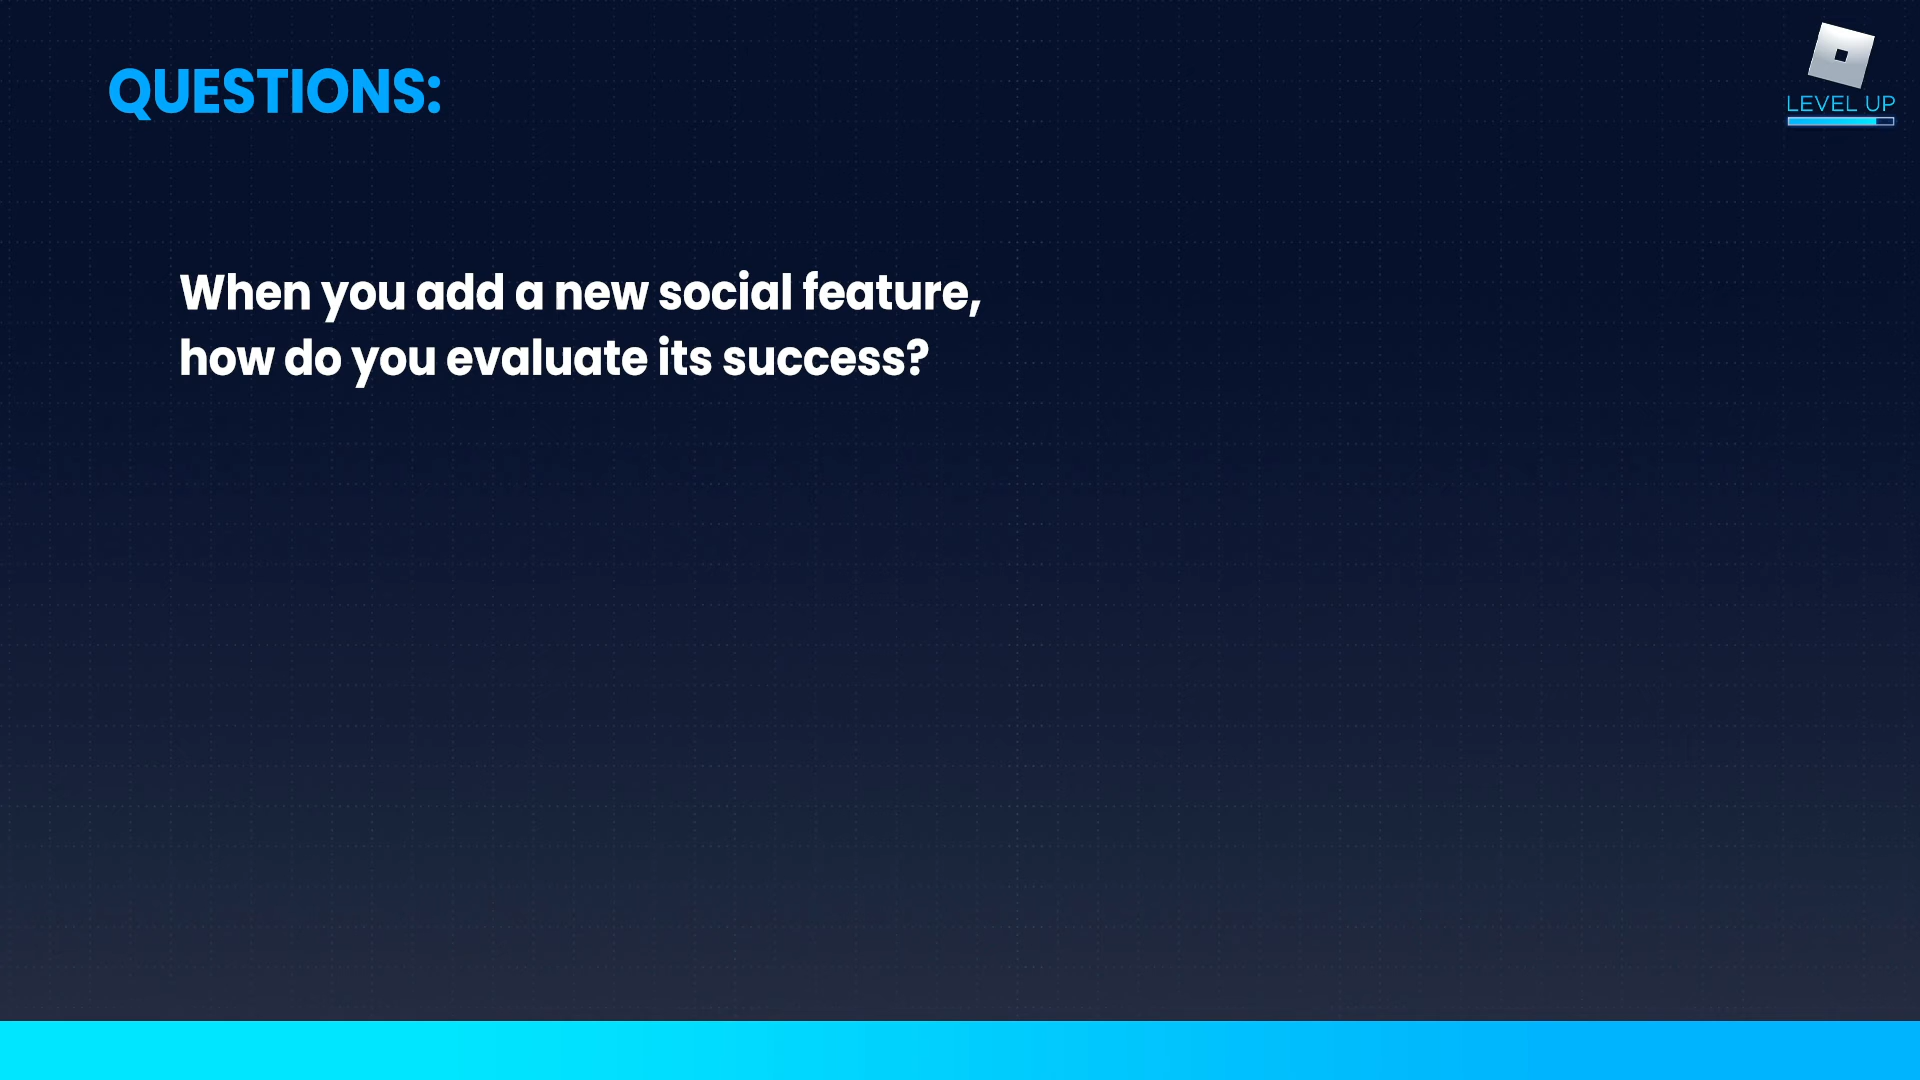 QUESTIONS:
LEVEL UP
When you add a new social feature,
how do you evaluate its success?